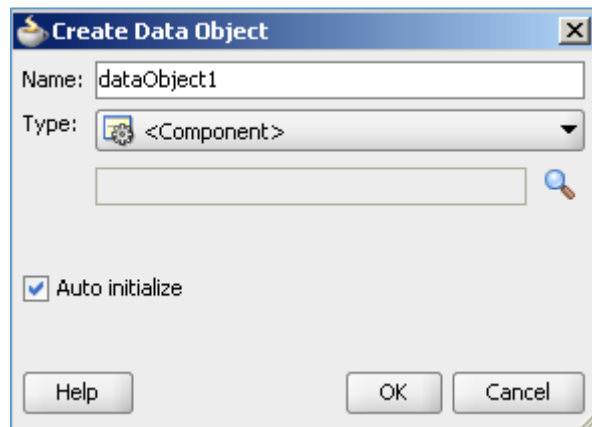 Create Data Object
Name: dataObject1
Type: <Component>
Auto initialize
Help OK Cancel